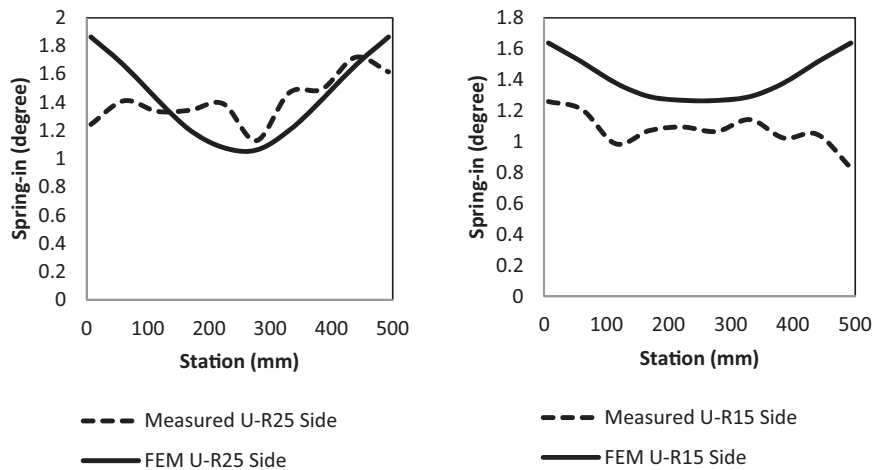 2
1.8
1.6
1.4
1.2
1
0.8
0.6
0.4
0.2
0
Spring-in (degree)
0 100 200 300 400 500
Station (mm)
Measured U-R25 Side
FEM U-R25 Side
1.8
1.6
1.4
1.2
1
0.8
0.6
0.4
0.2
0
Spring-in (degree)
0 100 200 300 400 500
Station (mm)
Measured U-R15 Side
FEM U-R15 Side